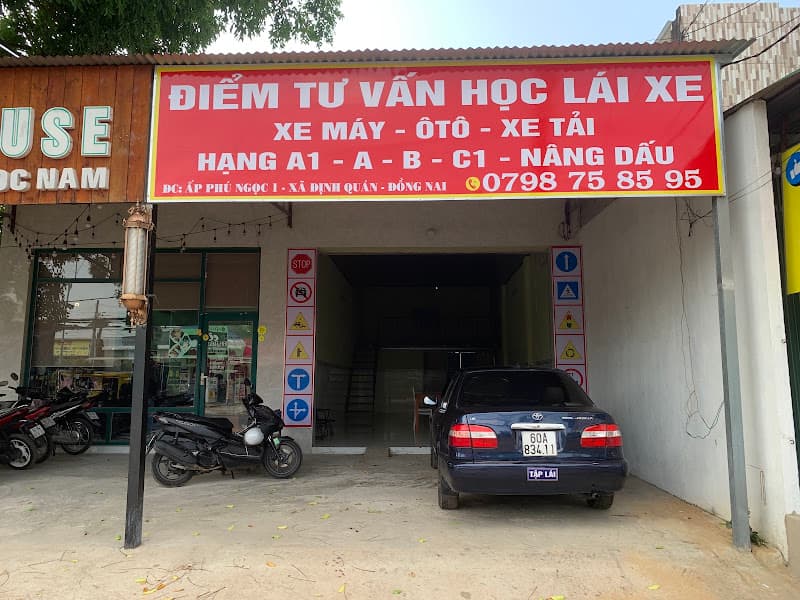 USE
OC NAM
ĐIỂM TƯ VẤN HỌC LÁI XE
XE MÁY - ÔTÔ - XE TẢI
HẠNG A1 - A - B - C1 - NÂNG DẤU
ĐC: ẤP PHÚ NGỌC 1 - XÃ ĐỊNH QUÁN - ĐỒNG NAI
0798 75 85 95
STOP
60A
834.11
TẬP LÁI